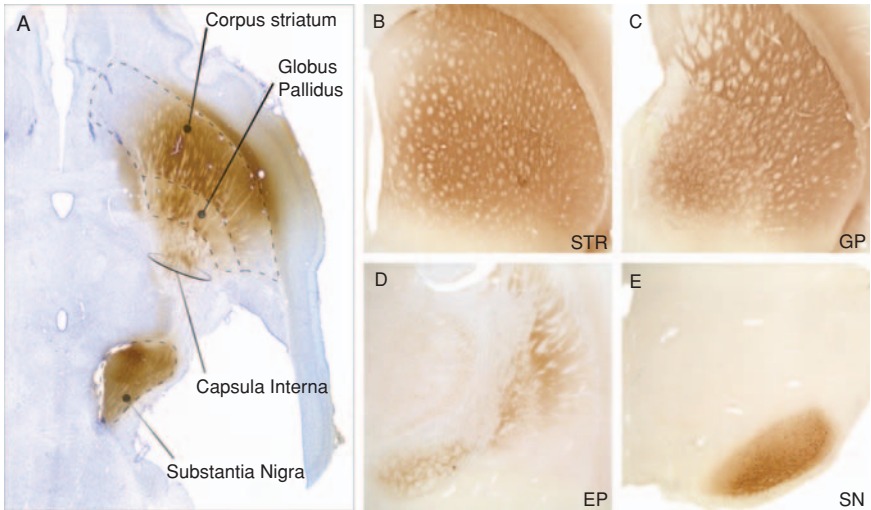 A
Corpus striatum
Globus
Pallidus
Capsula Interna
Substantia Nigra
B
STR
C
GP
D
EP
E
SN